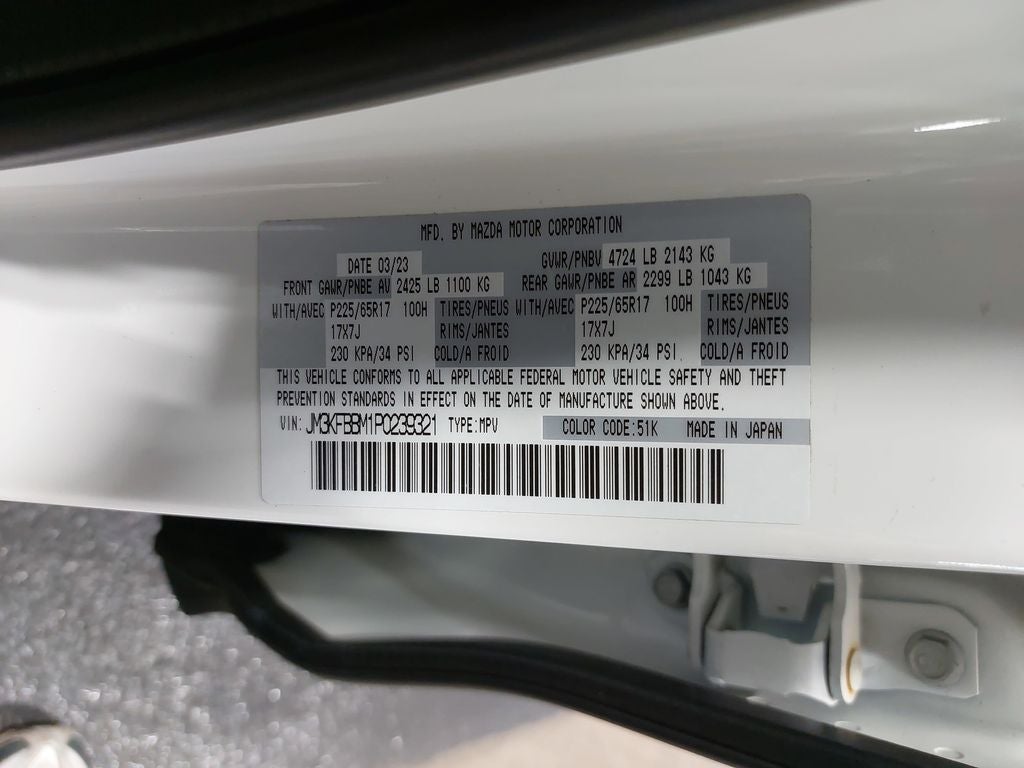 MFD. BY MAZDA MOTOR CORPORATION
DATE 03/23 GVWR/PNBV 4724 LB 2143 KG
FRONT GAWR/PNBE AV 2425 LB 1100 KG REAR GAWR/PNBE AR 2299 LB 1043 KG
WITH/AVEC P225/65R17 100H TIRES/PNEUS WITH/AVEC P225/65R17 100H TIRES/PNEUS
17X7J RIMS/JANTES 17X7J RIMS/JANTES
230 KPA/34 PSI COLD/A FROID 230 KPA/34 PSI COLD/A FROID
THIS VEHICLE CONFORMS TO ALL APPLICABLE FEDERAL MOTOR VEHICLE SAFETY AND THEFT
PREVENTION STANDARDS IN EFFECT ON THE DATE OF MANUFACTURE SHOWN ABOVE.
VIN: JM3KFBBM1P0239321 TYPE:MPV COLOR CODE:51K MADE IN JAPAN